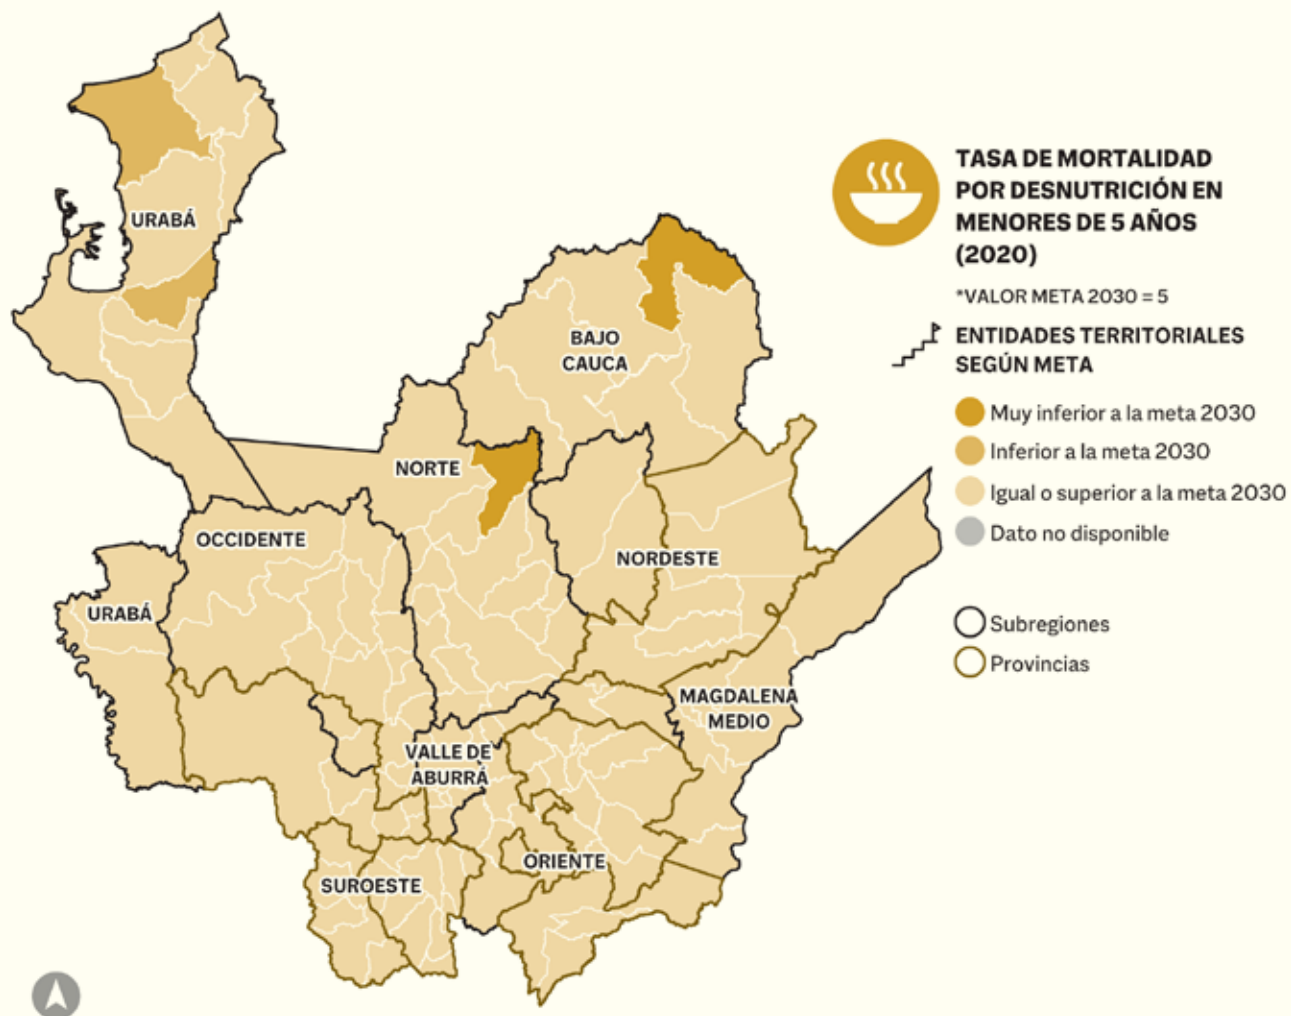 TASA DE MORTALIDAD
POR DESNUTRICIÓN EN
MENORES DE 5 AÑOS
(2020)
*VALOR META 2030 = 5
ENTIDADES TERRITORIALES
SEGÚN META
Muy inferior a la meta 2030
Inferior a la meta 2030
Igual o superior a la meta 2030
Dato no disponible
Subregiones
Provincias
URABÁ
BAJO
CAUCA
NORTE
OCCIDENTE
NORDESTE
URABÁ
MAGDALENA
MEDIO
VALLE DE
ABURRÁ
ORIENTE
SUROESTE